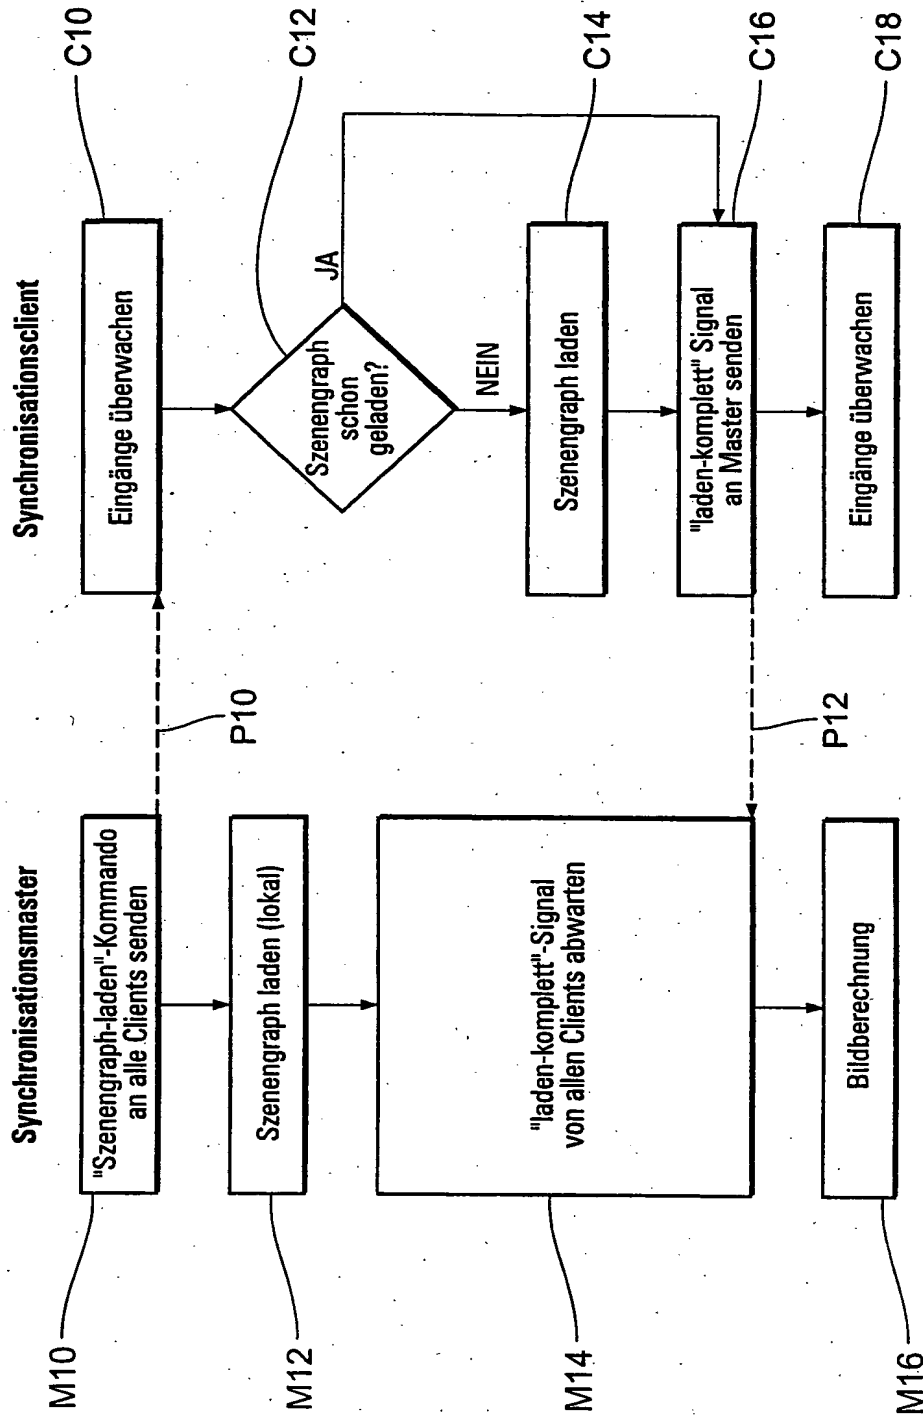 Synchronisationsmaster
Synchronisationsclient
M10
"Szenengraph-laden"-Kommando
an alle Clients senden
P10
Eingänge überwachen
C10
M12
Szenengraph laden (lokal)
Szenengraph
schon
geladen?
C12
JA
NEIN
M14
"laden-komplett"-Signal
von allen Clients abwarten
Szenengraph laden
C14
"laden-komplett" Signal
an Master senden
C16
P12
M16
Bildberechnung
Eingänge überwachen
C18